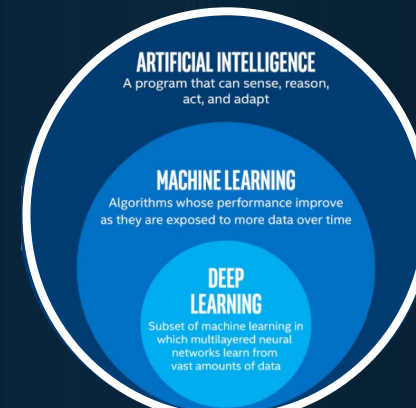 ARTIFICIAL INTELLIGENCE
A program that can sense, reason,
act, and adapt
MACHINE LEARNING
Algorithms whose performance improve
as they are exposed to more data over time
DEEP
LEARNING
Subset of machine learning in
which multilayered neural
networks learn from
vast amounts of data